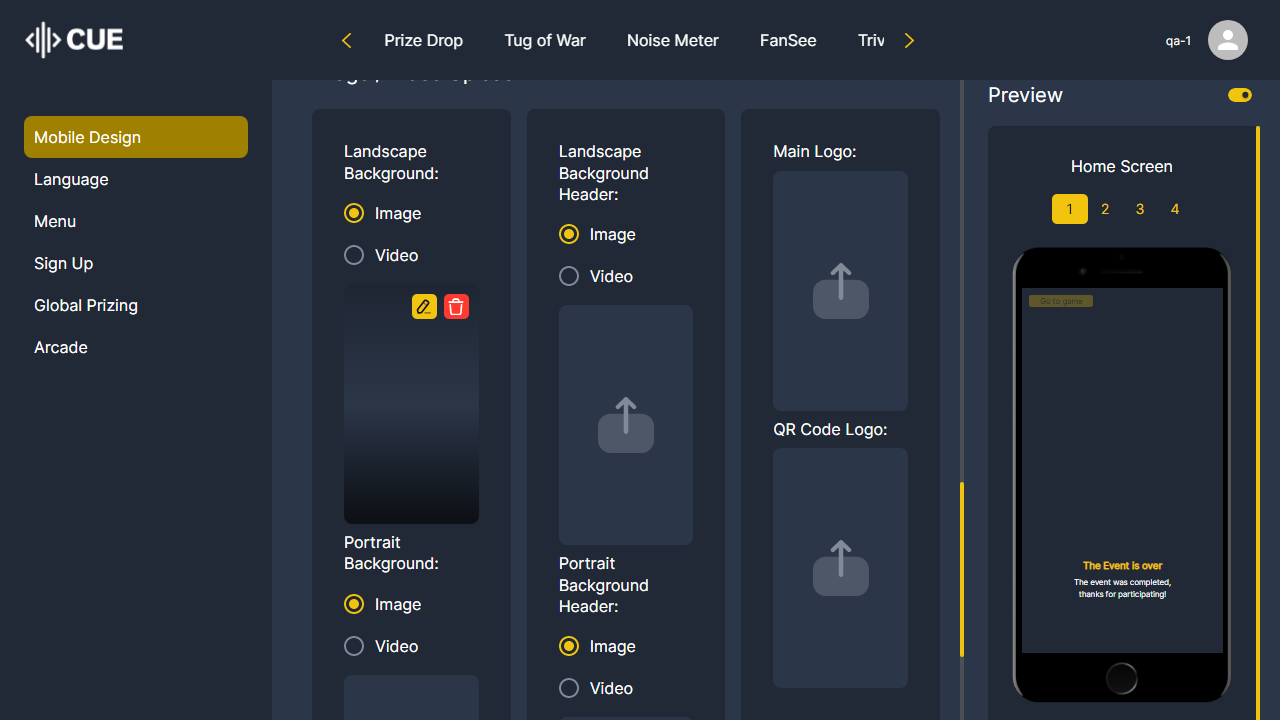 CUE
Prize Drop
Tug of War
Noise Meter
FanSee
Triv
qa-1
Mobile Design
Language
Menu
Sign Up
Global Prizing
Arcade
Landscape
Background:
Image
Video
Portrait
Background:
Image
Video
Landscape
Background
Header:
Image
Video
Portrait
Background
Header:
Image
Video
Main Logo:
QR Code Logo:
Preview
Home Screen
1 2 3 4
Go to game
The Event is over
The event was completed,
thanks for participating!